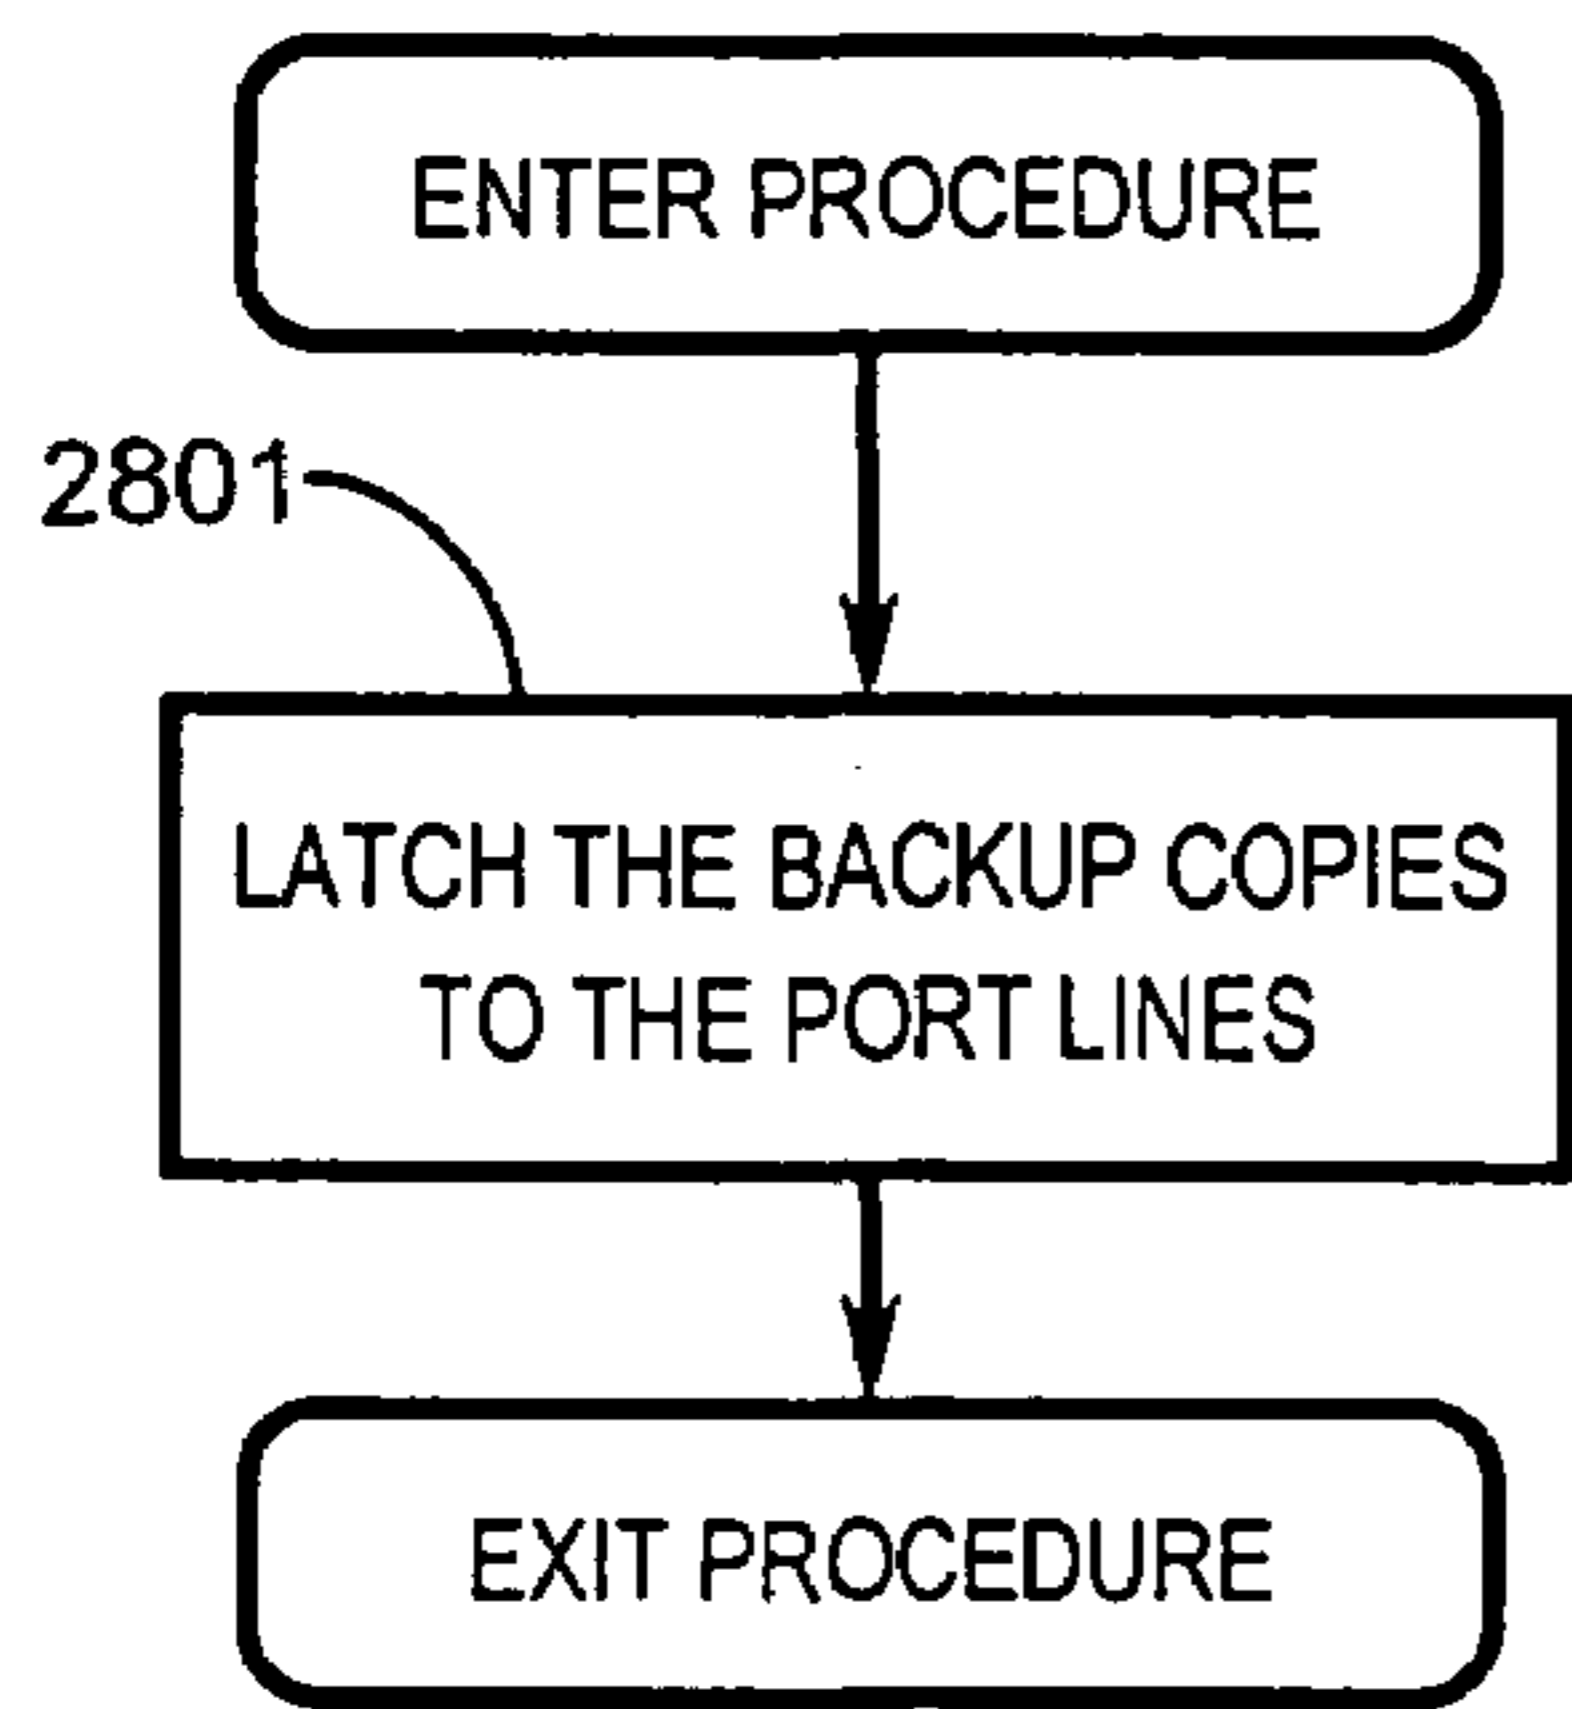 ENTER PROCEDURE
2801
LATCH THE BACKUP COPIES
TO THE PORT LINES
EXIT PROCEDURE